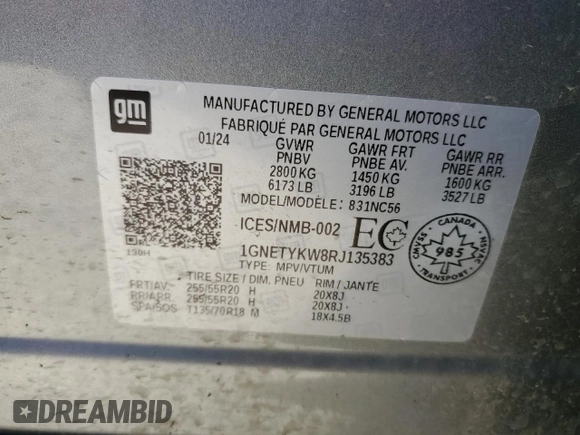 gm
MANUFACTURED BY GENERAL MOTORS LLC
FABRIQUÉ PAR GENERAL MOTORS LLC
01/24 GVWR GAWR FRT GAWR RR
PNBV PNBE AV. PNBE ARR.
2800 KG 1450 KG 1600 KG
6173 LB 3196 LB 3527 LB
MODEL/MODÈLE: 831NC56
ICES/NMB-002 EC
1GNETYKW8RJ135383
TYPE: MPV/VTUM
190H
CANADA
CMVSS 985 NSVAC
TRANSPORT
TIRE SIZE / DIM. PNEU RIM / JANTE
FRT/AV. 255/55R20 H 20X8J
RR/ARR. 255/55R20 H 20X8J
SPA/SOS T135/70R18 M 18X4.5B
DREAMBID